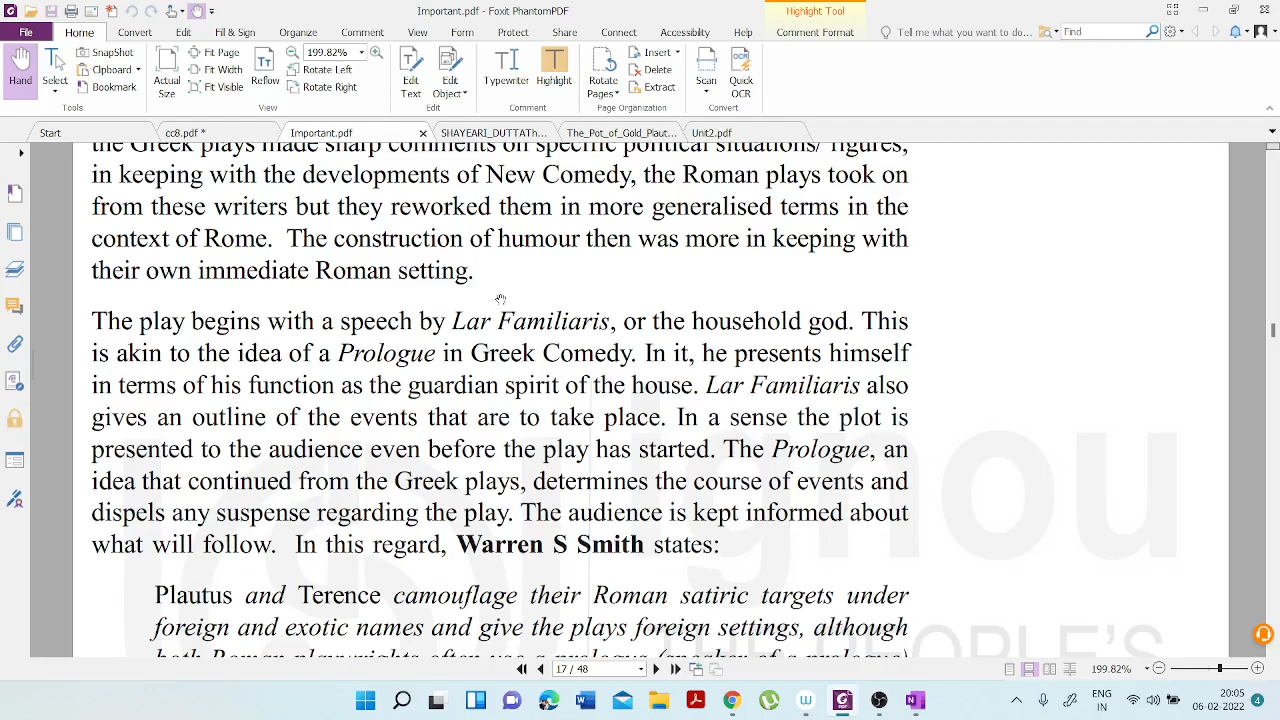 Important.pdf - Foxit PhantomPDF
Highlight Tool
File Home Convert Edit Fill & Sign Organize Comment View Form Protect Share Connect Accessibility Help Comment Format
Tell me what you want to do... Find
Hand Select SnapShot Clipboard Bookmark Tools
Actual Size Fit Page Fit Width Fit Visible Reflow 199.82% Rotate Left Rotate Right View
Edit Text Edit Object Edit
Typewriter Highlight Comment
Rotate Pages Insert Delete Extract Page Organization
Scan Quick OCR Convert
Start cc8.pdf * Important.pdf SHAYEARI_DUTTATh... The_Pot_of_Gold_Plaut... Unit2.pdf
the Greek plays made sharp comments on specific political situations/ figures,
in keeping with the developments of New Comedy, the Roman plays took on
from these writers but they reworked them in more generalised terms in the
context of Rome. The construction of humour then was more in keeping with
their own immediate Roman setting.
The play begins with a speech by Lar Familiaris, or the household god. This
is akin to the idea of a Prologue in Greek Comedy. In it, he presents himself
in terms of his function as the guardian spirit of the house. Lar Familiaris also
gives an outline of the events that are to take place. In a sense the plot is
presented to the audience even before the play has started. The Prologue, an
idea that continued from the Greek plays, determines the course of events and
dispels any suspense regarding the play. The audience is kept informed about
what will follow. In this regard, Warren S Smith states:
Plautus and Terence camouflage their Roman satiric targets under
foreign and exotic names and give the plays foreign settings, although
both Roman playwrights often use a prologue (speaker of a prologue)
ignou
THE PEOPLE'S
17 / 48
199.82%
ENG
IN
20:05
06-02-2022
4